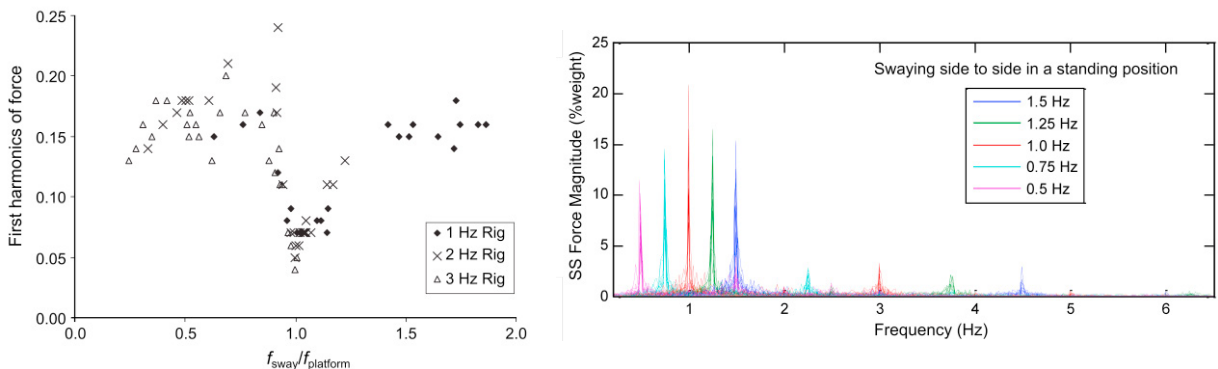 First harmonics of force
0.25
0.20
0.15
0.10
0.05
0.00
0.0
0.5
1.0
1.5
2.0
f_sway/f_platform
1 Hz Rig
2 Hz Rig
3 Hz Rig
SS Force Magnitude (%weight)
25
20
15
10
5
0
1
2
3
4
5
6
Frequency (Hz)
Swaying side to side in a standing position
1.5 Hz
1.25 Hz
1.0 Hz
0.75 Hz
0.5 Hz